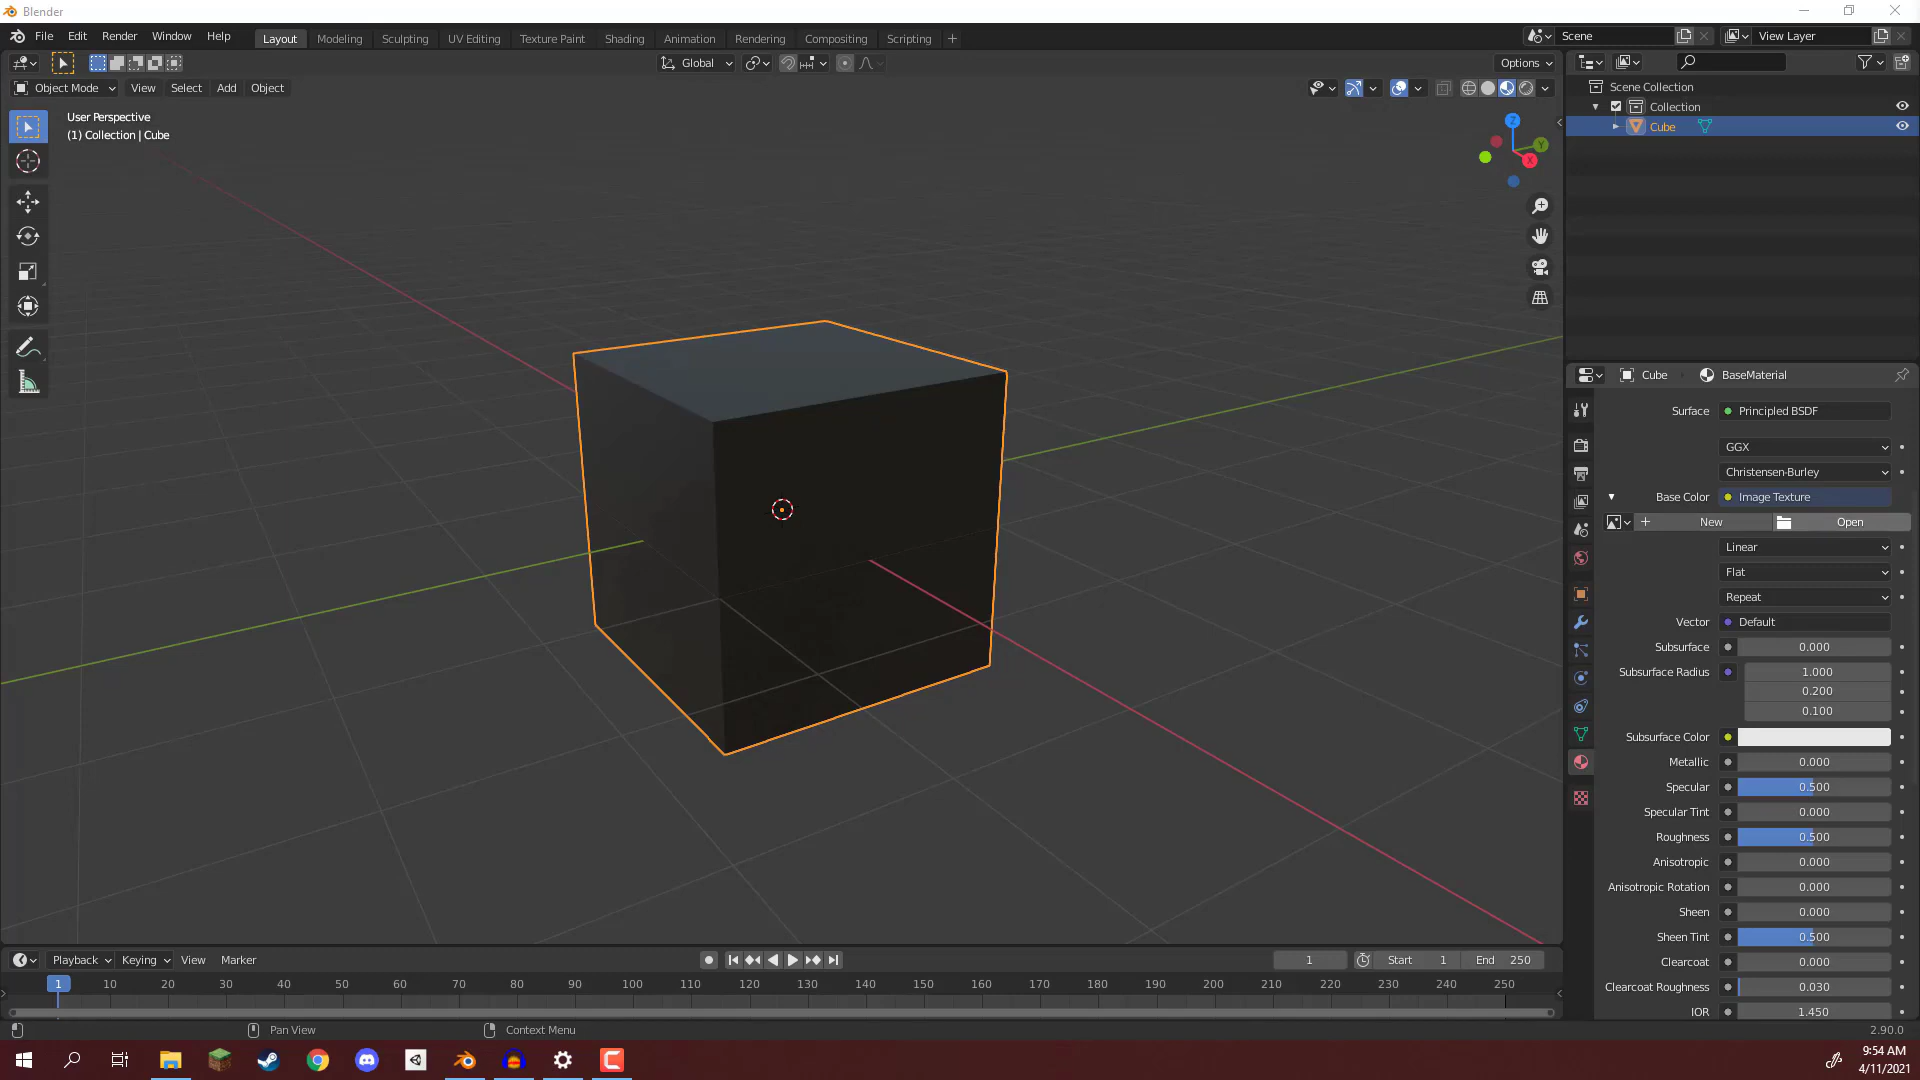 Blender
File Edit Render Window Help
Layout Modeling Sculpting UV Editing Texture Paint Shading Animation Rendering Compositing Scripting +
Scene View Layer
Global Options
Object Mode View Select Add Object
User Perspective
(1) Collection | Cube
Z
Y
X
Scene Collection
Collection
Cube
Cube BaseMaterial
Surface Principled BSDF
GGX
Christensen-Burley
Base Color Image Texture
+ New Open
Linear
Flat
Repeat
Vector Default
Subsurface 0.000
Subsurface Radius 1.000
0.200
0.100
Subsurface Color
Metallic 0.000
Specular 0.500
Specular Tint 0.000
Roughness 0.500
Anisotropic 0.000
Anisotropic Rotation 0.000
Sheen 0.000
Sheen Tint 0.500
Clearcoat 0.000
Clearcoat Roughness 0.030
IOR 1.450
Playback Keying View Marker 1 Start 1 End 250
1 10 20 30 40 50 60 70 80 90 100 110 120 130 140 150 160 170 180 190 200 210 220 230 240 250
Pan View Context Menu 2.90.0
9:54 AM
4/11/2021